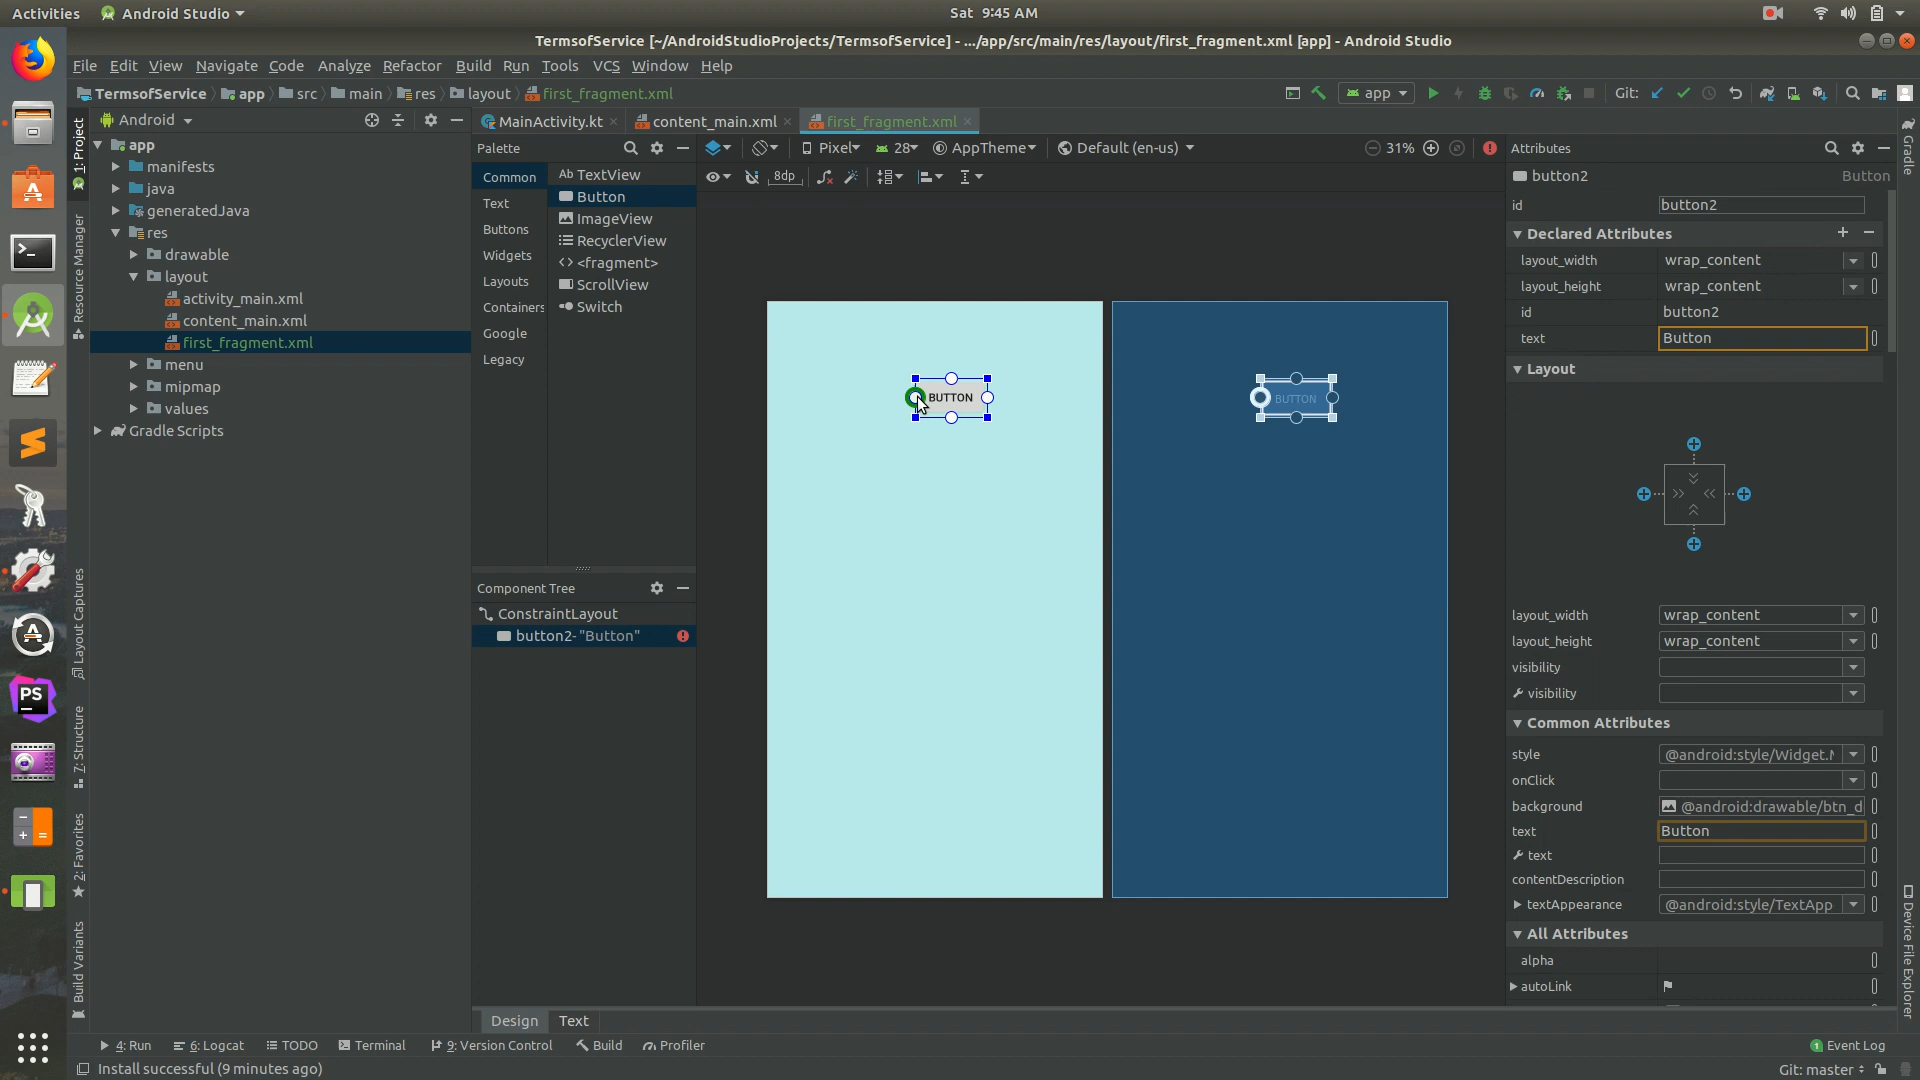 Activities Android Studio Sat 9:45 AM
TermsofService [~/AndroidStudioProjects/TermsofService] - .../app/src/main/res/layout/first_fragment.xml [app] - Android Studio
File Edit View Navigate Code Analyze Refactor Build Run Tools VCS Window Help
TermsofService app src main res layout first_fragment.xml app Git:
Android
MainActivity.kt content_main.xml first_fragment.xml
1: Project
Resource Manager
Layout Captures
7: Structure
2: Favorites
Build Variants
app
manifests
java
generatedJava
res
drawable
layout
activity_main.xml
content_main.xml
first_fragment.xml
menu
mipmap
values
Gradle Scripts
PS
Palette
Common
Text
Buttons
Widgets
Layouts
Containers
Google
Legacy
Ab TextView
Button
ImageView
RecyclerView
<fragment>
ScrollView
Switch
Component Tree
ConstraintLayout
button2- "Button"
Pixel 28 AppTheme Default (en-us) 31%
8dp
BUTTON
BUTTON
Design Text
Attributes
button2 Button
id button2
Declared Attributes
layout_width wrap_content
layout_height wrap_content
id button2
text Button
Layout
layout_width wrap_content
layout_height wrap_content
visibility
visibility
Common Attributes
style @android:style/Widget.M
onClick
background @android:drawable/btn_d
text Button
text
contentDescription
textAppearance @android:style/TextApp
All Attributes
alpha
autoLink
Gradle
Device File Explorer
4: Run 6: Logcat TODO Terminal 9: Version Control Build Profiler 1 Event Log
Install successful (9 minutes ago) Git: master